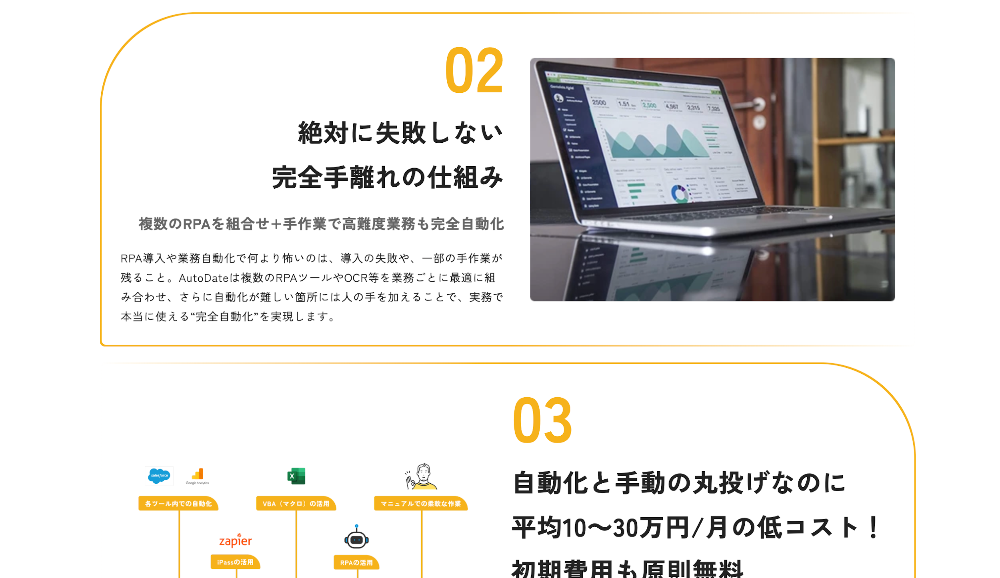 02
絶対に失敗しない
完全手離れの仕組み
複数のRPAを組合せ+手作業で高難度業務も完全自動化
RPA導入や業務自動化で何より怖いのは、導入の失敗や、一部の手作業が
残ること。AutoDateは複数のRPAツールやOCR等を業務ごとに最適に組
み合わせ、さらに自動化が難しい箇所には人の手を加えることで、実務で
本当に使える“完全自動化”を実現します。
2500
1.51
2,500
4,567
2,315
7,325
03
自動化と手動の丸投げなのに
平均10〜30万円/月の低コスト！
初期費用も原則無料
salesforce
Google Analytics
各ツール内での自動化
VBA（マクロ）の活用
マニュアルでの柔軟な作業
zapier
iPassの活用
RPAの活用